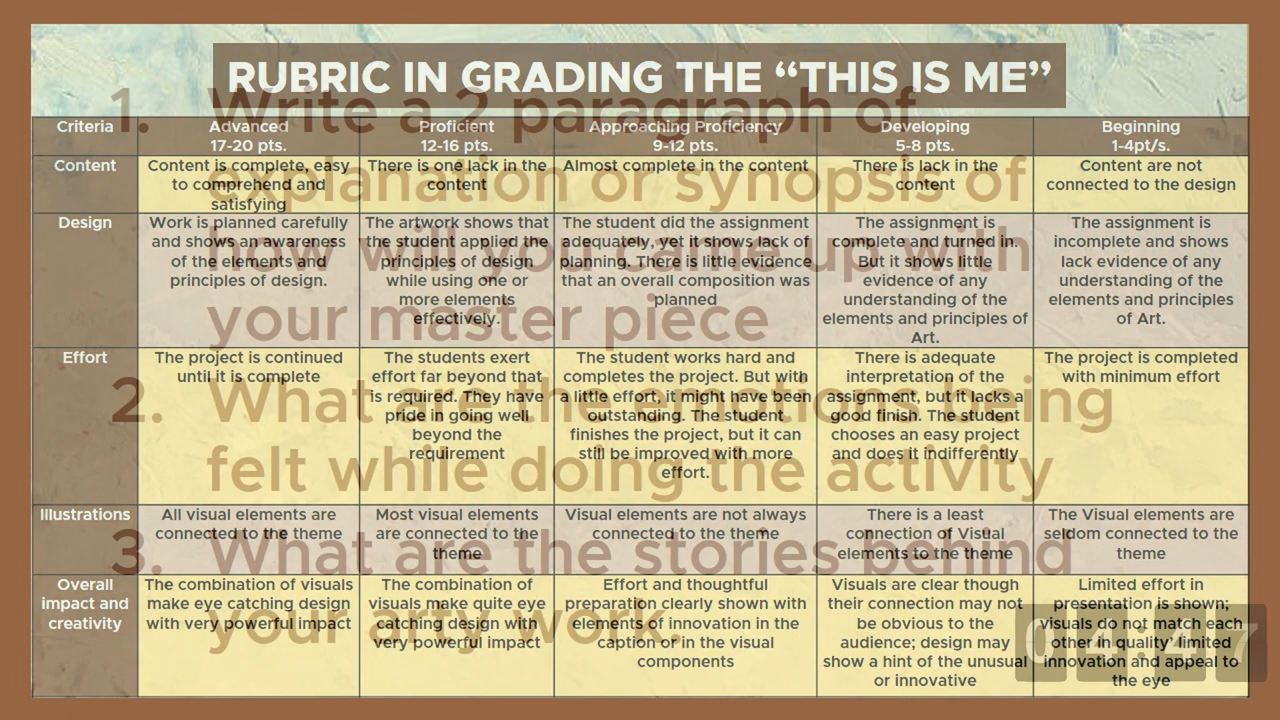 RUBRIC IN GRADING THE “THIS IS ME”
Criteria
Advanced
17-20 pts.
Proficient
12-16 pts.
Approaching Proficiency
9-12 pts.
Developing
5-8 pts.
Beginning
1-4pt/s.
Content
Content is complete, easy
to comprehend and
satisfying
There is one lack in the
content
Almost complete in the content
There is lack in the
content
Content are not
connected to the design
Design
Work is planned carefully
and shows an awareness
of the elements and
principles of design.
The artwork shows that
the student applied the
principles of design
while using one or
more elements
effectively.
The student did the assignment
adequately, yet it shows lack of
planning. There is little evidence
that an overall composition was
planned
The assignment is
complete and turned in.
But it shows little
evidence of any
understanding of the
elements and principles of
Art.
The assignment is
incomplete and shows
lack evidence of any
understanding of the
elements and principles
of Art.
Effort
The project is continued
until it is complete
The students exert
effort far beyond that
is required. They have
pride in going well
beyond the
requirement
The student works hard and
completes the project. But with
a little effort, it might have been
outstanding. The student
finishes the project, but it can
still be improved with more
effort.
There is adequate
interpretation of the
assignment, but it lacks a
good finish. The student
chooses an easy project
and does it indifferently
The project is completed
with minimum effort
Illustrations
All visual elements are
connected to the theme
Most visual elements
are connected to the
theme
Visual elements are not always
connected to the theme
There is a least
connection of Visual
elements to the theme
The Visual elements are
seldom connected to the
theme
Overall
impact and
creativity
The combination of visuals
make eye catching design
with very powerful impact
The combination of
visuals make quite eye
catching design with
very powerful impact
Effort and thoughtful
preparation clearly shown with
elements of innovation in the
caption or in the visual
components
Visuals are clear though
their connection may not
be obvious to the
audience; design may
show a hint of the unusual
or innovative
Limited effort in
presentation is shown;
visuals do not match each
other in quality’ limited
innovation and appeal to
the eye
1. Write a 2 paragraph of
explanation or synopsis of
how will you came up with
your master piece
2. What are the emotions being
felt while doing the activity
3. What are the stories behind
your arty work.
04:47